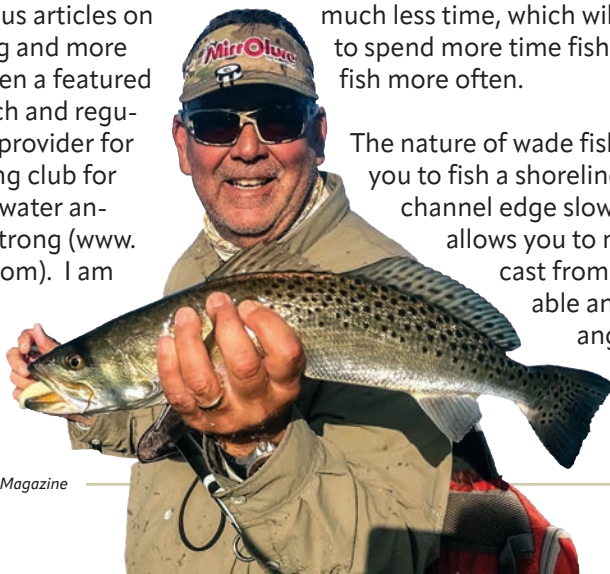 us articles on
g and more
en a featured
ch and regu-
provider for
ng club for
water an-
trong (www.
om). I am
MirrOlure
much less time, which wil
to spend more time fish
fish more often.
The nature of wade fish
you to fish a shoreline
channel edge slow
allows you to
cast from
able an
ang
Magazine